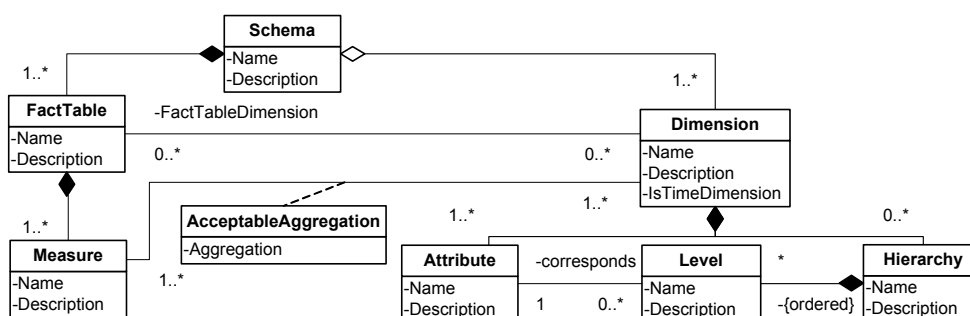 Schema
-Name
-Description
1..*
1..*
FactTable
-Name
-Description
-FactTableDimension
0..*
0..*
Dimension
-Name
-Description
-IsTimeDimension
1..*
Measure
-Name
-Description
1..*
AcceptableAggregation
-Aggregation
1..*
1..*
0..*
Attribute
-Name
-Description
-corresponds
1
0..*
Level
-Name
-Description
*
-{ordered}
Hierarchy
-Name
-Description